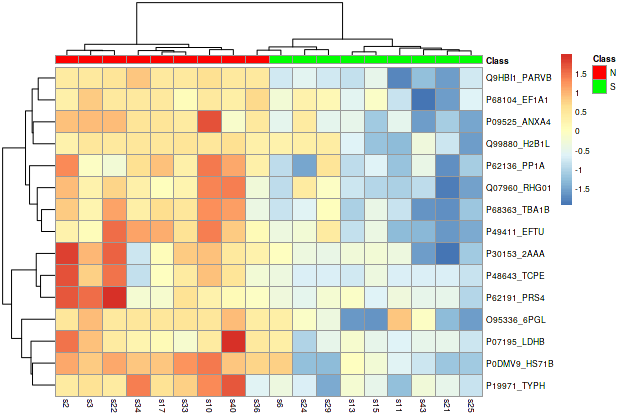 Class
Q9HBI1_PARVB
P68104_EF1A1
P09525_ANXA4
Q99880_H2B1L
P62136_PP1A
Q07960_RHG01
P68363_TBA1B
P49411_EFTU
P30153_2AAA
P48643_TCPE
P62191_PRS4
O95336_6PGL
P07195_LDHB
P0DMV9_HS71B
P19971_TYPH
s2 s3 s22 s34 s17 s33 s10 s40 s36 s6 s24 s29 s13 s15 s11 s43 s21 s25
1.5
1
0.5
0
-0.5
-1
-1.5
Class
N
S